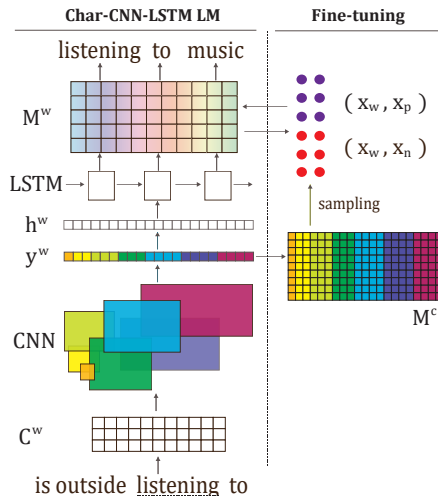 Char-CNN-LSTM LM
listening to music
M^w
LSTM
h^w
y^w
CNN
C^w
is outside listening to
Fine-tuning
( x_w , x_p )
( x_w , x_n )
sampling
M^c